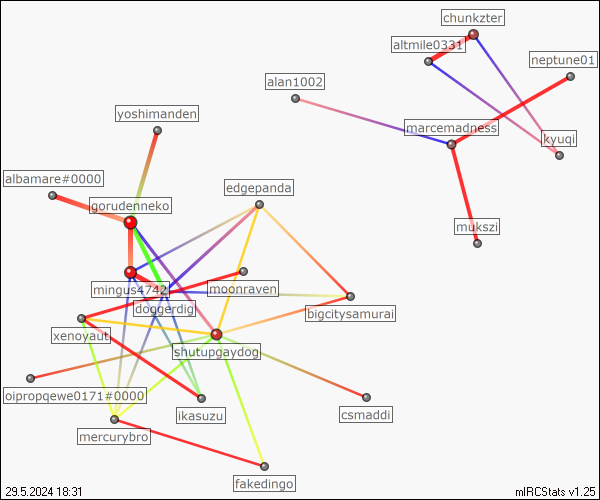 chunkzter
altmile0331
neptune01
alan1002
yoshimanden
marcemadness
kyuqi
albamare#0000
edgepanda
gorudenneko
mukszi
mingus4742
moonraven
doggerdig
bigcitysamurai
xenoyaut
shutupgaydog
oipropqewe0171#0000
ikasuzu
csmaddi
mercurybro
fakedingo
29.5.2024 18:31
mIRCStats v1.25